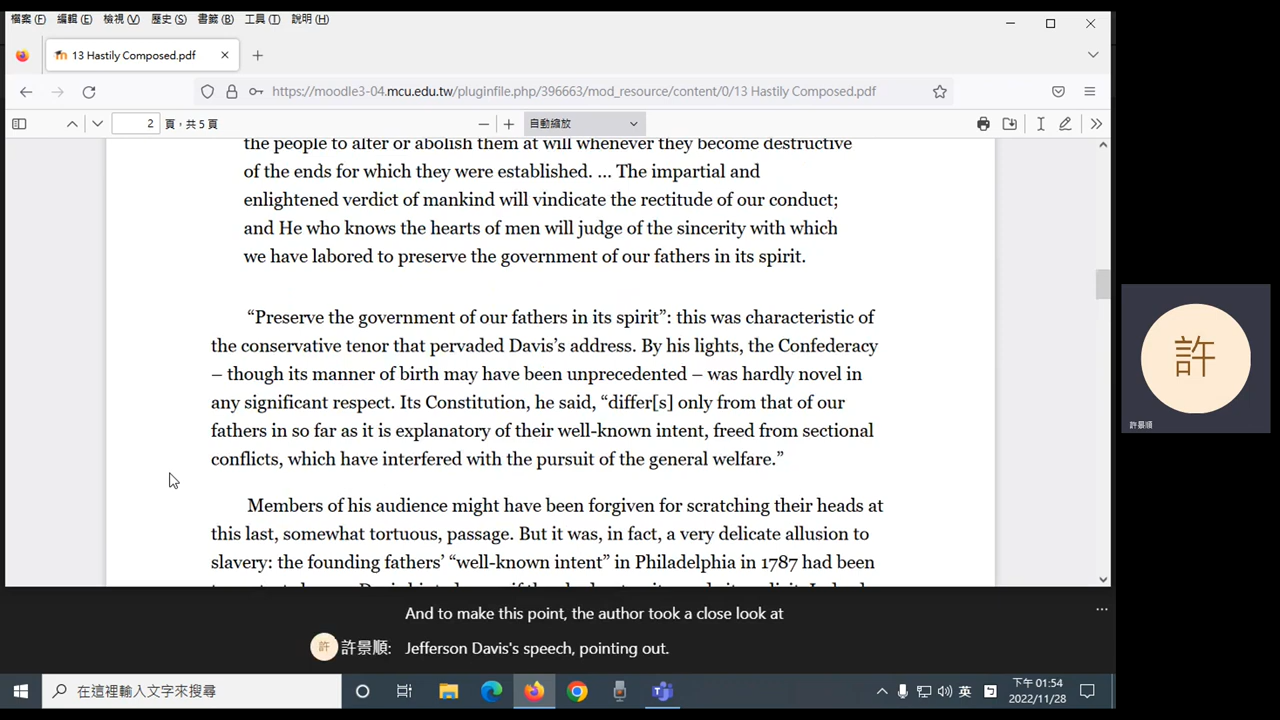 檔案(F) 編輯(E) 檢視(V) 歷史(S) 書籤(B) 工具(T) 說明(H)
13 Hastily Composed.pdf
https://moodle3-04.mcu.edu.tw/pluginfile.php/396663/mod_resource/content/0/13 Hastily Composed.pdf
2 頁，共 5 頁 自動縮放
the people to alter or abolish them at will whenever they become destructive
of the ends for which they were established. ... The impartial and
enlightened verdict of mankind will vindicate the rectitude of our conduct;
and He who knows the hearts of men will judge of the sincerity with which
we have labored to preserve the government of our fathers in its spirit.
“Preserve the government of our fathers in its spirit”: this was characteristic of
the conservative tenor that pervaded Davis’s address. By his lights, the Confederacy
– though its manner of birth may have been unprecedented – was hardly novel in
any significant respect. Its Constitution, he said, “differ[s] only from that of our
fathers in so far as it is explanatory of their well-known intent, freed from sectional
conflicts, which have interfered with the pursuit of the general welfare.”
Members of his audience might have been forgiven for scratching their heads at
this last, somewhat tortuous, passage. But it was, in fact, a very delicate allusion to
slavery: the founding fathers’ “well-known intent” in Philadelphia in 1787 had been
許
許景順
And to make this point, the author took a close look at
許 許景順: Jefferson Davis's speech, pointing out.
在這裡輸入文字來搜尋
英
下午 01:54
2022/11/28